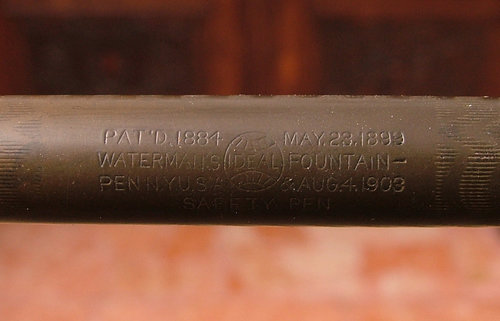 PAT'D.1884 MAY.23.1899
WATERMAN'S IDEAL FOUNTAIN-
PEN N.Y.U.S.A & AUG.4.1903
SAFETY PEN